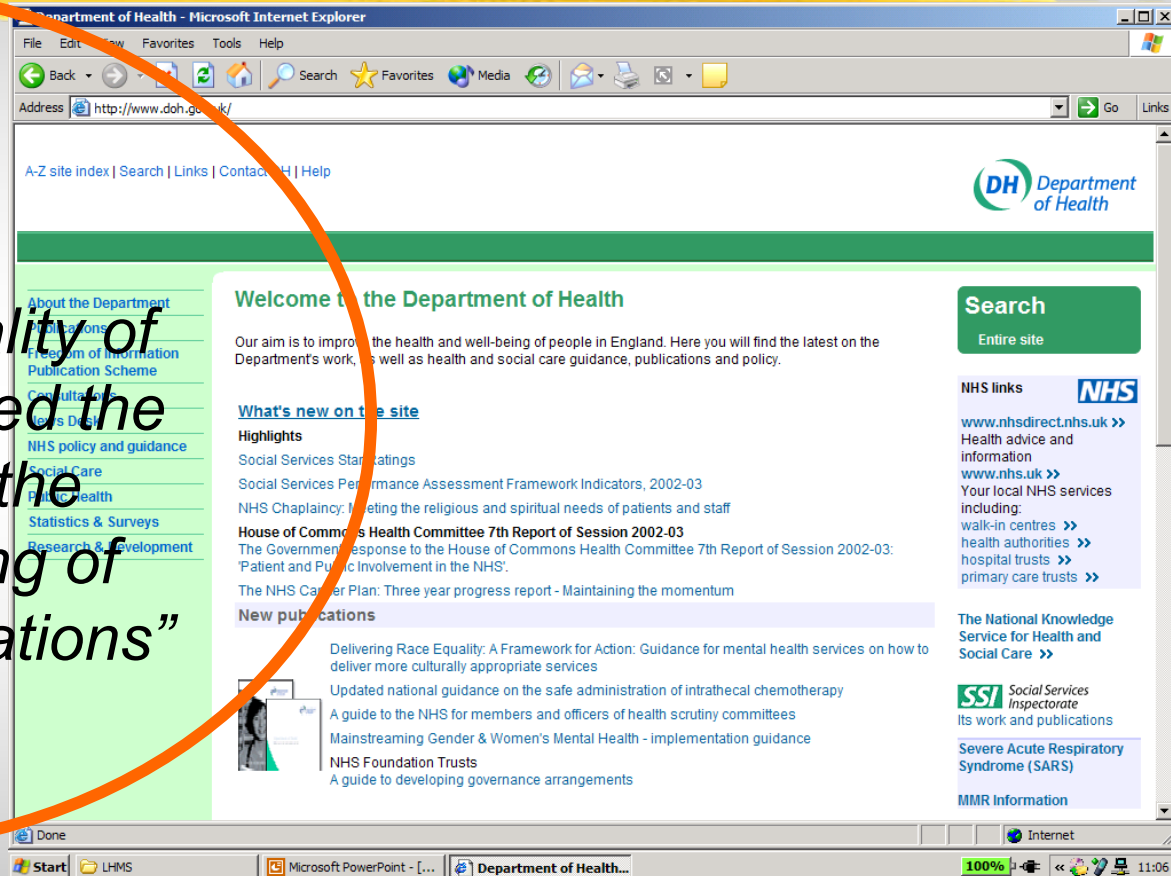 Department of Health - Microsoft Internet Explorer
File Edit View Favorites Tools Help
Back Search Favorites Media
Address http://www.doh.gov.uk/ Go Links
A-Z site index | Search | Links | Contact DH | Help
DH Department
of Health
About the Department
Publications
Freedom of Information
Publication Scheme
Consultations
News Desk
NHS policy and guidance
Social Care
Public Health
Statistics & Surveys
Research & Development
lity of
ed the
the
ng of
ations”
Welcome to the Department of Health
Our aim is to improve the health and well-being of people in England. Here you will find the latest on the
Department's work, as well as health and social care guidance, publications and policy.
What's new on the site
Highlights
Social Services Star Ratings
Social Services Performance Assessment Framework Indicators, 2002-03
NHS Chaplaincy: Meeting the religious and spiritual needs of patients and staff
House of Commons Health Committee 7th Report of Session 2002-03
The Government response to the House of Commons Health Committee 7th Report of Session 2002-03:
'Patient and Public Involvement in the NHS'.
The NHS Cancer Plan: Three year progress report - Maintaining the momentum
New publications
Delivering Race Equality: A Framework for Action: Guidance for mental health services on how to
deliver more culturally appropriate services
Updated national guidance on the safe administration of intrathecal chemotherapy
A guide to the NHS for members and officers of health scrutiny committees
Mainstreaming Gender & Women's Mental Health - implementation guidance
NHS Foundation Trusts
A guide to developing governance arrangements
Search
Entire site
NHS links NHS
www.nhsdirect.nhs.uk >>
Health advice and
information
www.nhs.uk >>
Your local NHS services
including:
walk-in centres >>
health authorities >>
hospital trusts >>
primary care trusts >>
The National Knowledge
Service for Health and
Social Care >>
SSI Social Services
Inspectorate
Its work and publications
Severe Acute Respiratory
Syndrome (SARS)
MMR Information
Done Internet
Start LHMS Microsoft PowerPoint - [... Department of Health... 100% « 11:06